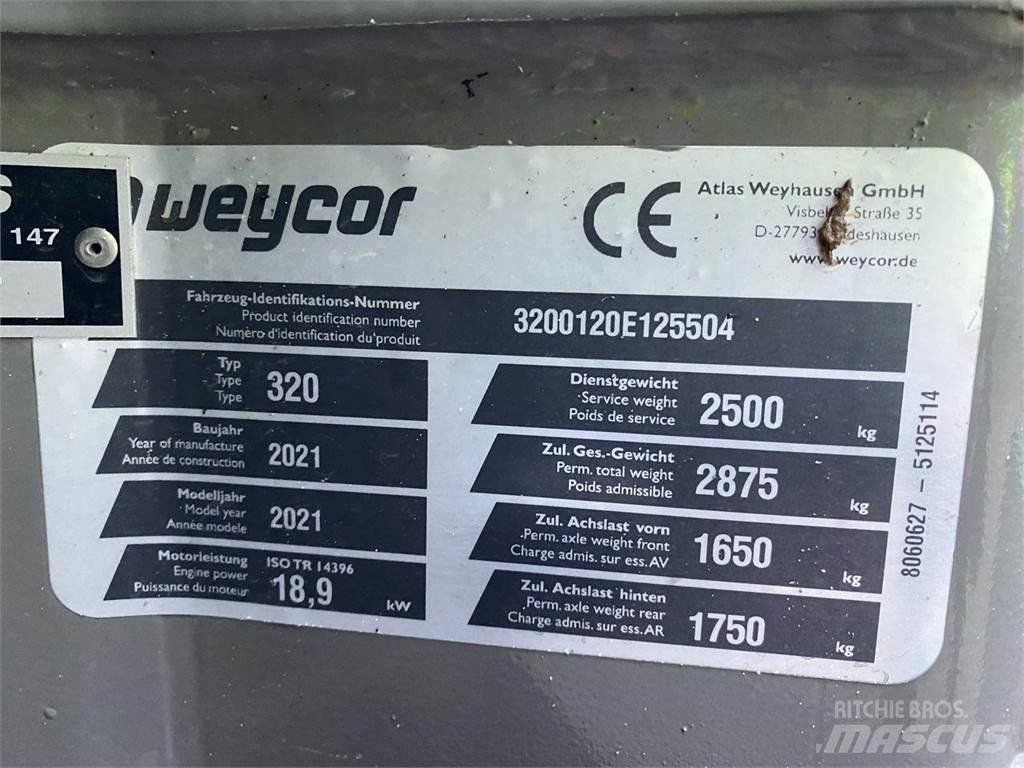 S
147
weycor
CE
Atlas Weyhausen GmbH
Straße 35
D-27793
www.weycor.de
Fahrzeug-Identifikations-Nummer
Product identification number
Numéro d'identification du produit
3200120E125504
Typ
Type
Type
320
Baujahr
Year of manufacture
Année de construction
2021
Modelljahr
Model year
Année modele
2021
Motorleistung
Engine power
Puissance du moteur
ISO TR 14396
18,9 kW
Dienstgewicht
Service weight
Poids de service
2500 kg
Zul. Ges.-Gewicht
Perm. total weight
Poids admissible
2875 kg
Zul. Achslast vorn
Perm. axle weight front
Charge admis. sur ess. AV
1650 kg
Zul. Achslast hinten
Perm. axle weight rear
Charge admis. sur ess. AR
1750 kg
8060627 – 5125114
RITCHIE BROS.
MASCUS